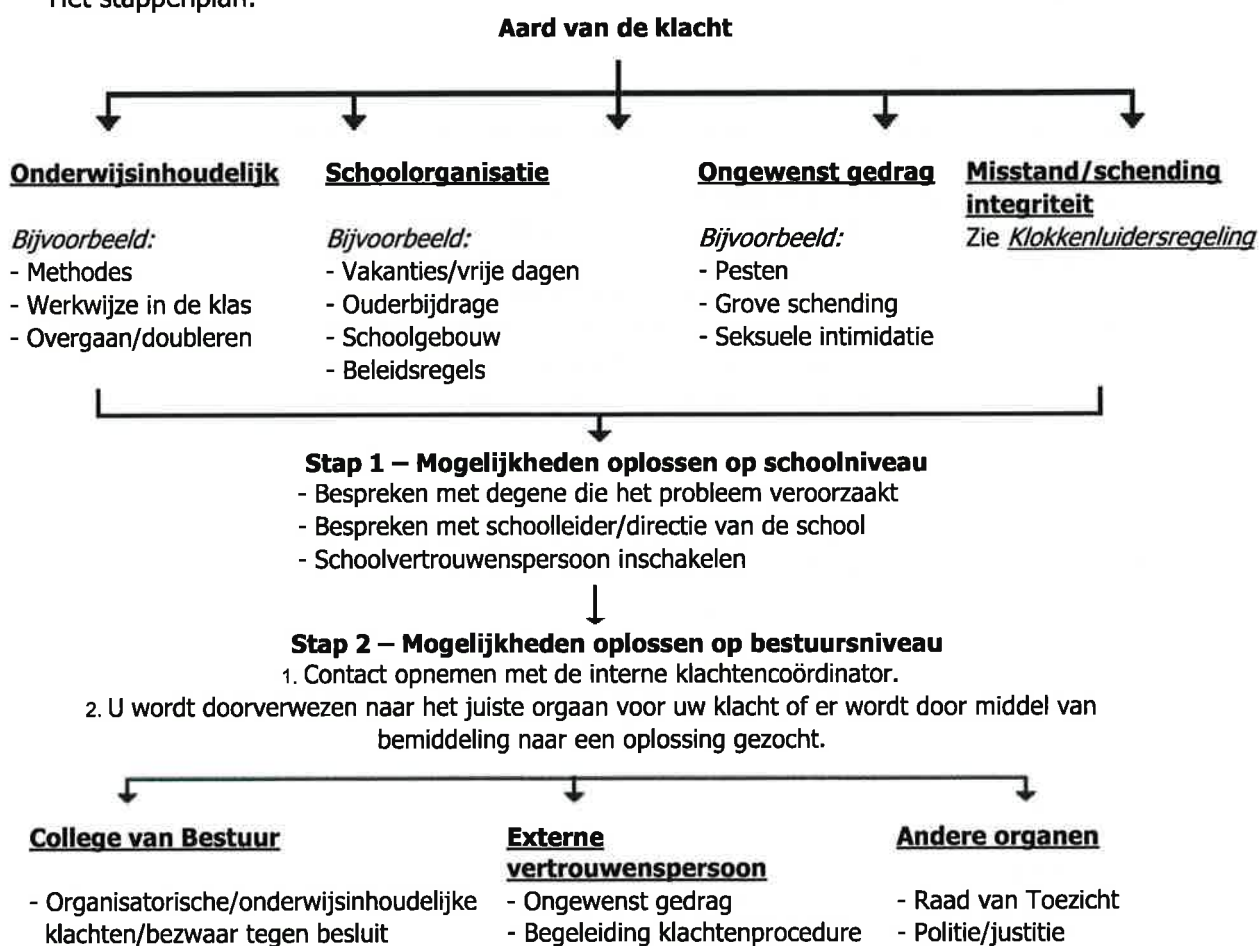 Het stappenplan:
Aard van de klacht
Onderwijsinhoudelijk
Bijvoorbeeld:
- Methodes
- Werkwijze in de klas
- Overgaan/doubleren
Schoolorganisatie
Bijvoorbeeld:
- Vakanties/vrije dagen
- Ouderbijdrage
- Schoolgebouw
- Beleidsregels
Ongewenst gedrag
Bijvoorbeeld:
- Pesten
- Grove schending
- Seksuele intimidatie
Misstand/schending
integriteit
Zie Klokkenluidersregeling
Stap 1 – Mogelijkheden oplossen op schoolniveau
- Bespreken met degene die het probleem veroorzaakt
- Bespreken met schoolleider/directie van de school
- Schoolvertrouwenspersoon inschakelen
Stap 2 – Mogelijkheden oplossen op bestuursniveau
1. Contact opnemen met de interne klachtencoördinator.
2. U wordt doorverwezen naar het juiste orgaan voor uw klacht of er wordt door middel van
bemiddeling naar een oplossing gezocht.
College van Bestuur
- Organisatorische/onderwijsinhoudelijke
klachten/bezwaar tegen besluit
Externe
vertrouwenspersoon
- Ongewenst gedrag
- Begeleiding klachtenprocedure
Andere organen
- Raad van Toezicht
- Politie/justitie